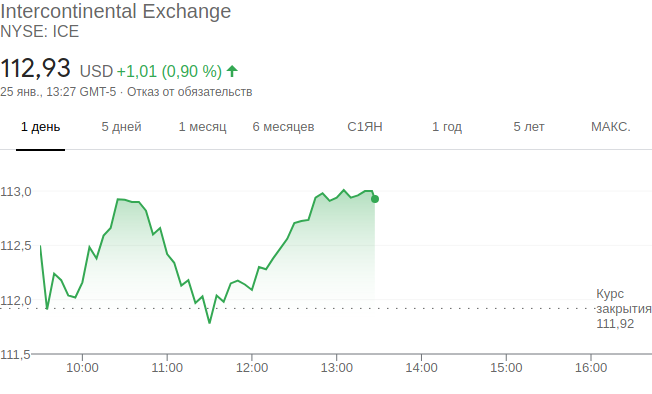 Intercontinental Exchange
NYSE: ICE
112,93 USD +1,01 (0,90 %)
25 янв., 13:27 GMT-5 · Отказ от обязательств
1 день 5 дней 1 месяц 6 месяцев С1ЯН 1 год 5 лет МАКС.
113,0
112,5
112,0
Курс
закрытия
111,92
111,5
10:00 11:00 12:00 13:00 14:00 15:00 16:00